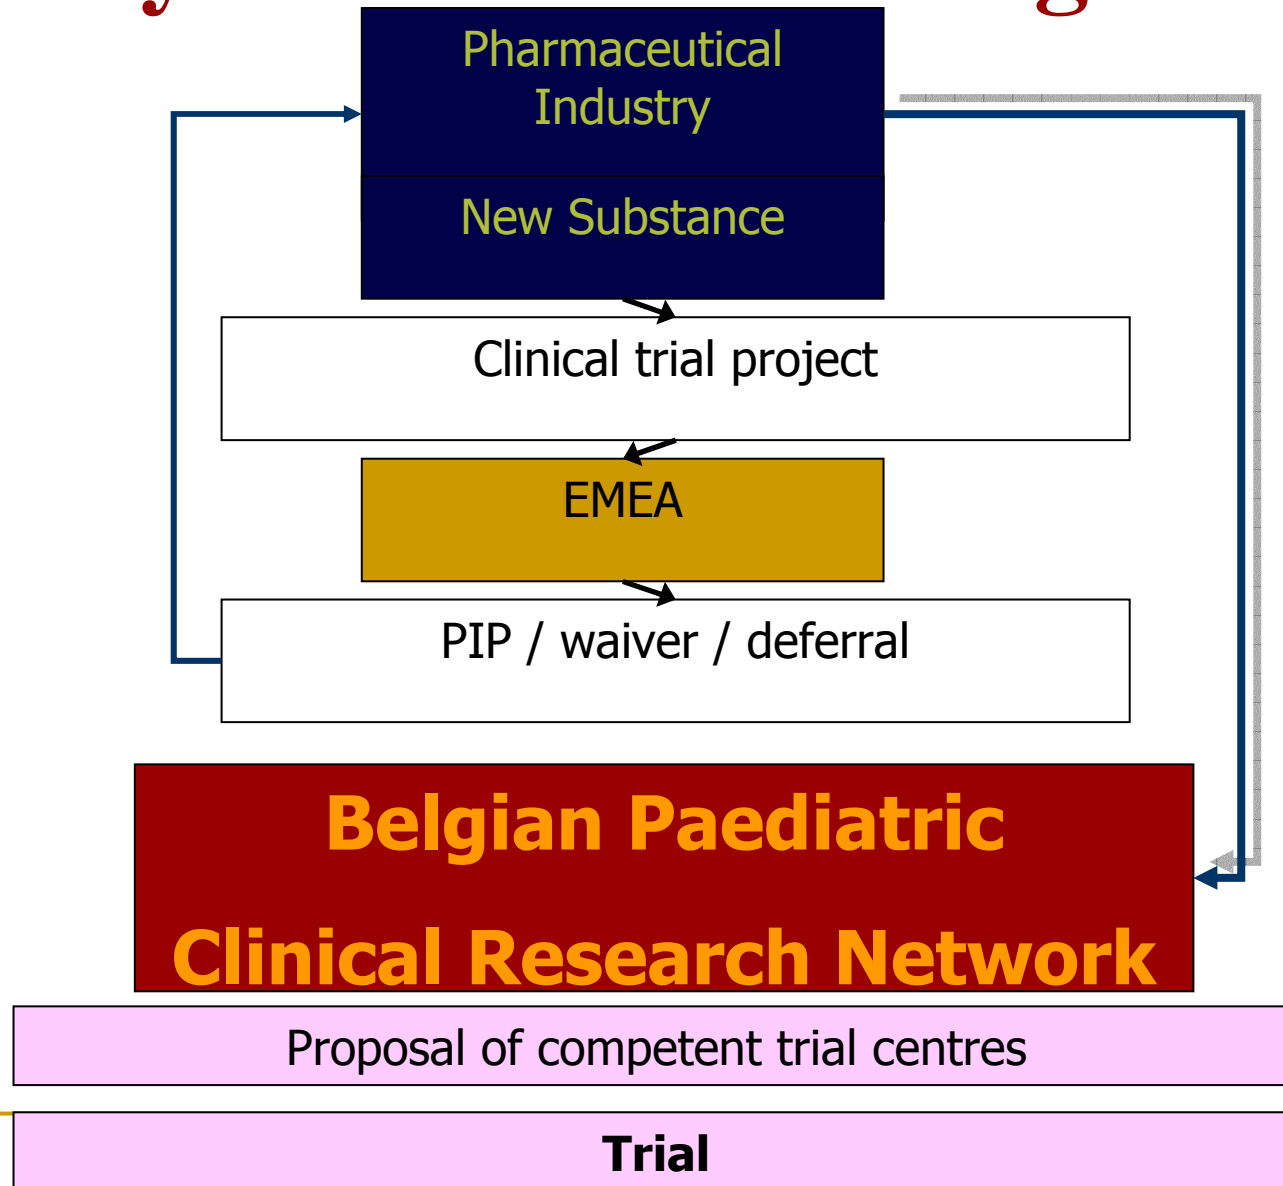 Pharmaceutical
Industry
New Substance
Clinical trial project
EMEA
PIP / waiver / deferral
Belgian Paediatric
Clinical Research Network
Proposal of competent trial centres
Trial